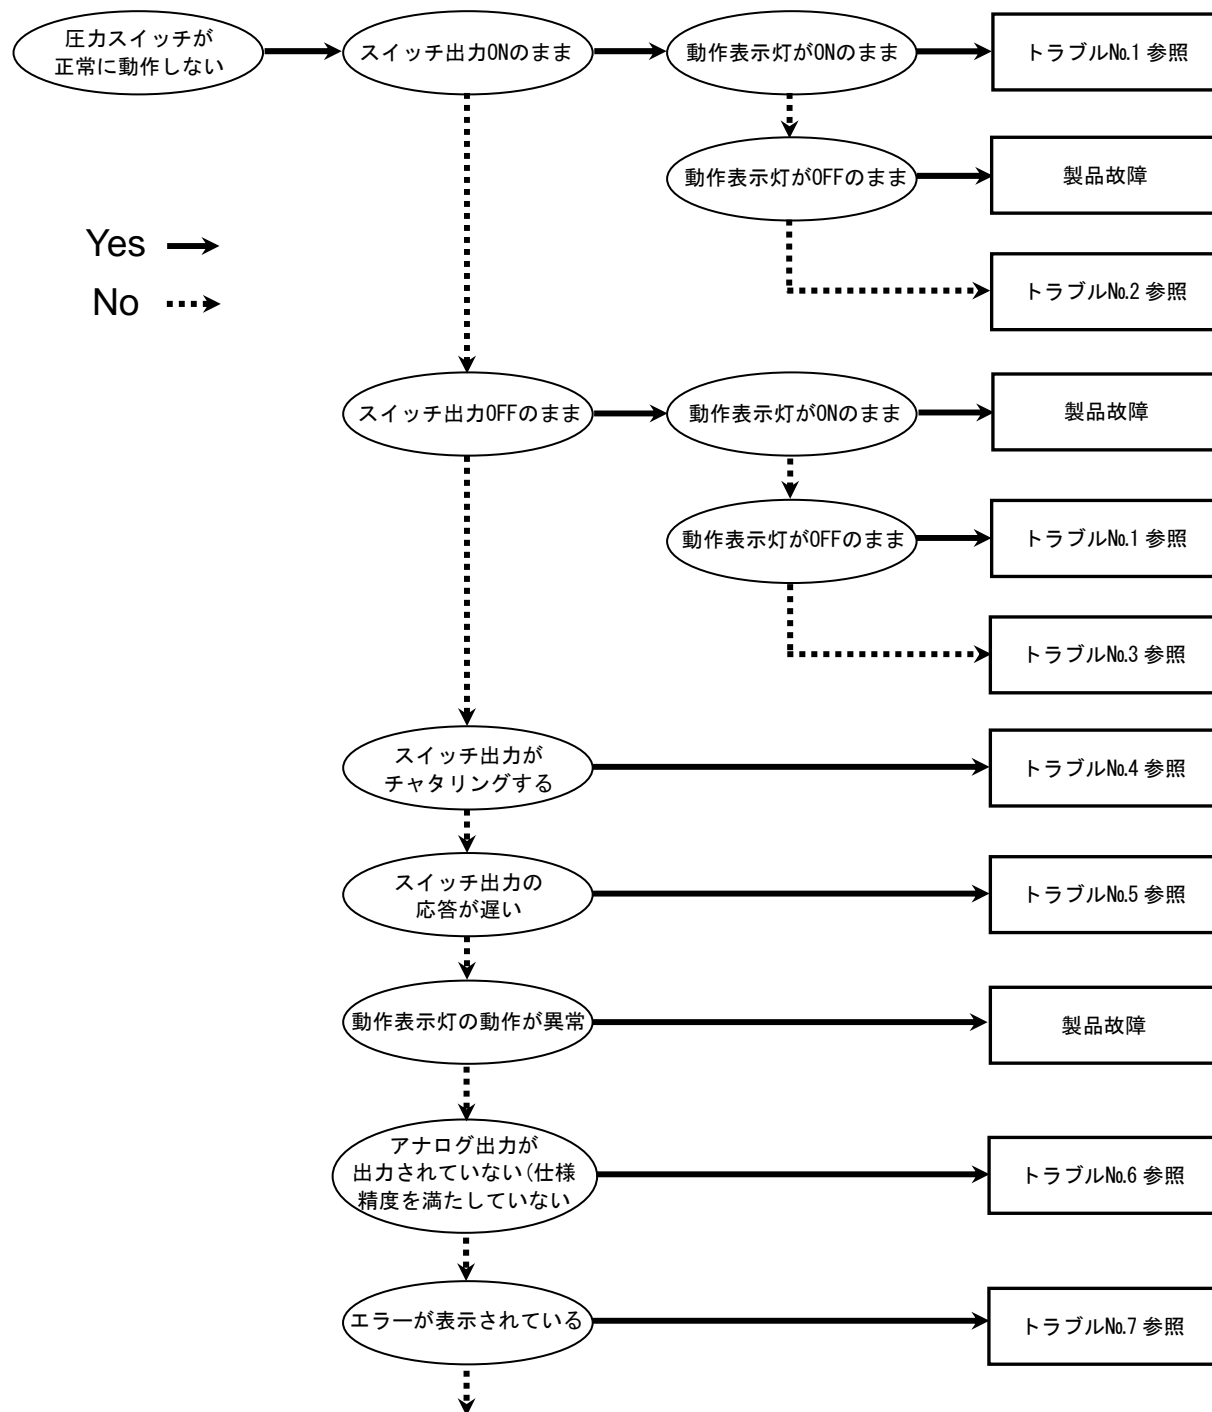 圧力スイッチが
正常に動作しない
スイッチ出力ONのまま
動作表示灯がONのまま
トラブル№1 参照
動作表示灯がOFFのまま
製品故障
Yes
No
トラブル№2 参照
スイッチ出力OFFのまま
動作表示灯がONのまま
製品故障
動作表示灯がOFFのまま
トラブル№1 参照
トラブル№3 参照
スイッチ出力が
チャタリングする
トラブル№4 参照
スイッチ出力の
応答が遅い
トラブル№5 参照
動作表示灯の動作が異常
製品故障
アナログ出力が
出力されていない(仕様
精度を満たしていない
トラブル№6 参照
エラーが表示されている
トラブル№7 参照